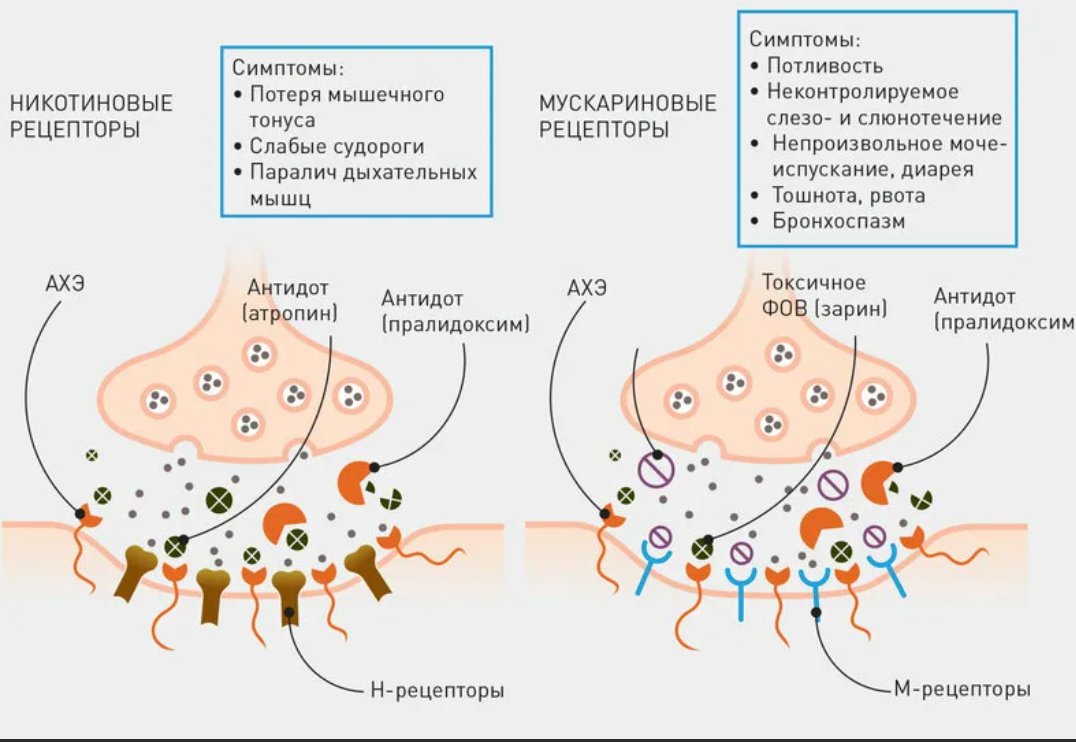 НИКОТИНОВЫЕ
РЕЦЕПТОРЫ
Симптомы:
• Потеря мышечного
тонуса
• Слабые судороги
• Паралич дыхательных
мышц
АХЭ
Антидот
(атропин)
Антидот
(пралидоксим)
Н-рецепторы
МУСКАРИНОВЫЕ
РЕЦЕПТОРЫ
Симптомы:
• Потливость
• Неконтролируемое
слезо- и слюнотечение
• Непроизвольное моче-
испускание, диарея
• Тошнота, рвота
• Бронхоспазм
АХЭ
Токсичное
ФОВ (зарин)
Антидот
(пралидоксим
М-рецепторы